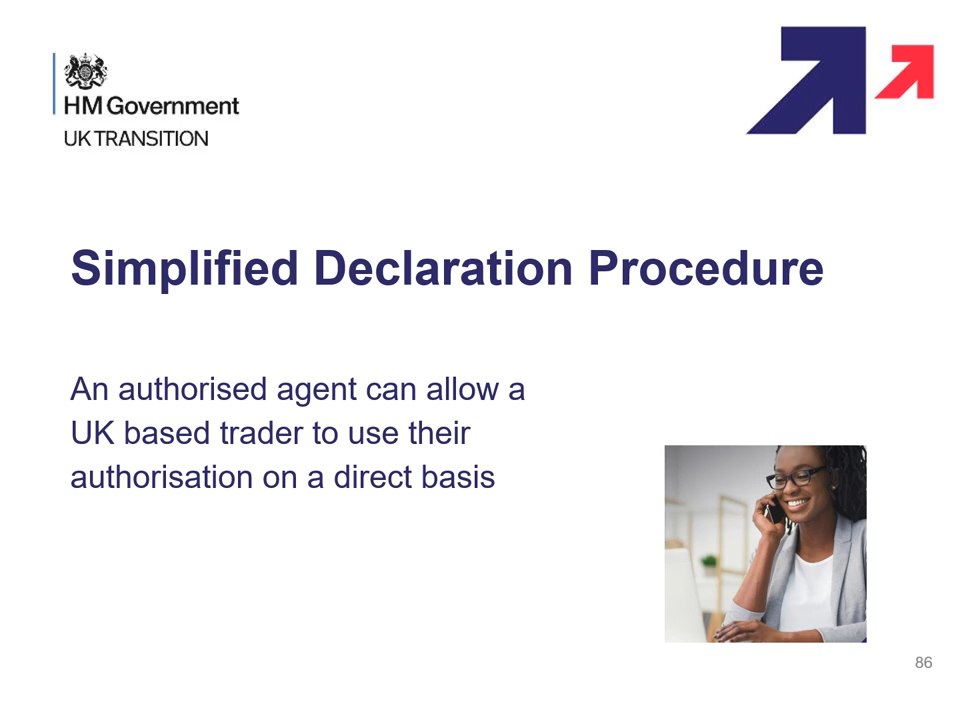 HM Government
UK TRANSITION
Simplified Declaration Procedure
An authorised agent can allow a
UK based trader to use their
authorisation on a direct basis
86